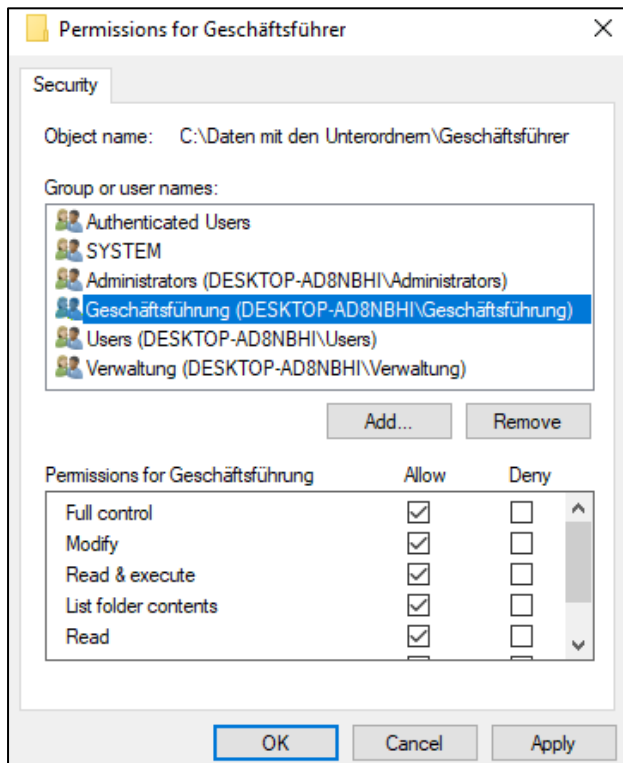 Permissions for Geschäftsführer
Security
Object name: C:\Daten mit den Unterordnern\Geschäftsführer
Group or user names:
Authenticated Users
SYSTEM
Administrators (DESKTOP-AD8NBHI\Administrators)
Geschäftsführung (DESKTOP-AD8NBHI\Geschäftsführung)
Users (DESKTOP-AD8NBHI\Users)
Verwaltung (DESKTOP-AD8NBHI\Verwaltung)
Add... Remove
Permissions for Geschäftsführung Allow Deny
Full control
Modify
Read & execute
List folder contents
Read
OK Cancel Apply